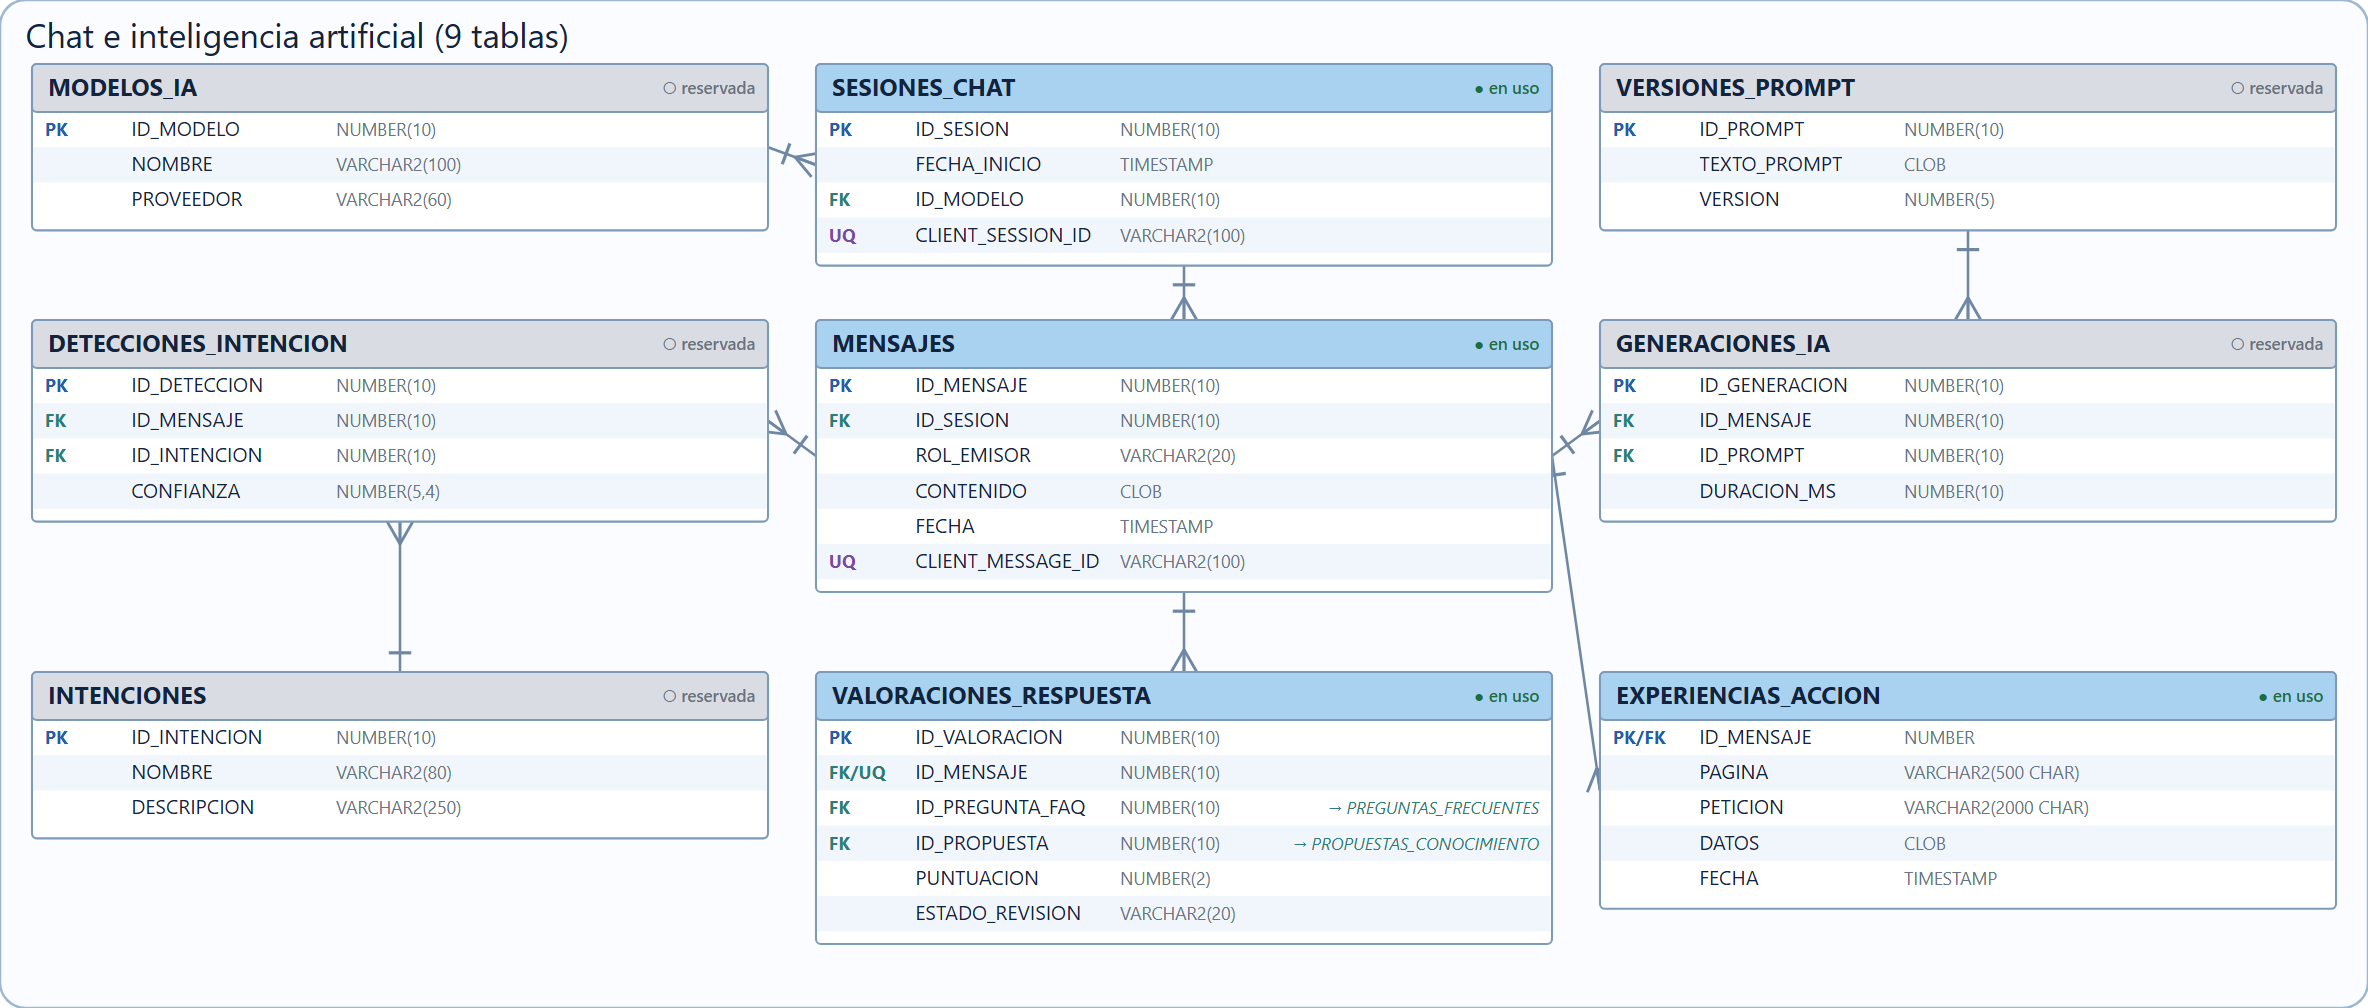 Chat e inteligencia artificial (9 tablas)
MODELOS_IA ○ reservada
PK ID_MODELO NUMBER(10)
NOMBRE VARCHAR2(100)
PROVEEDOR VARCHAR2(60)
SESIONES_CHAT ● en uso
PK ID_SESION NUMBER(10)
FECHA_INICIO TIMESTAMP
FK ID_MODELO NUMBER(10)
UQ CLIENT_SESSION_ID VARCHAR2(100)
VERSIONES_PROMPT ○ reservada
PK ID_PROMPT NUMBER(10)
TEXTO_PROMPT CLOB
VERSION NUMBER(5)
DETECCIONES_INTENCION ○ reservada
PK ID_DETECCION NUMBER(10)
FK ID_MENSAJE NUMBER(10)
FK ID_INTENCION NUMBER(10)
CONFIANZA NUMBER(5,4)
MENSAJES ● en uso
PK ID_MENSAJE NUMBER(10)
FK ID_SESION NUMBER(10)
ROL_EMISOR VARCHAR2(20)
CONTENIDO CLOB
FECHA TIMESTAMP
UQ CLIENT_MESSAGE_ID VARCHAR2(100)
GENERACIONES_IA ○ reservada
PK ID_GENERACION NUMBER(10)
FK ID_MENSAJE NUMBER(10)
FK ID_PROMPT NUMBER(10)
DURACION_MS NUMBER(10)
INTENCIONES ○ reservada
PK ID_INTENCION NUMBER(10)
NOMBRE VARCHAR2(80)
DESCRIPCION VARCHAR2(250)
VALORACIONES_RESPUESTA ● en uso
PK ID_VALORACION NUMBER(10)
FK/UQ ID_MENSAJE NUMBER(10)
FK ID_PREGUNTA_FAQ NUMBER(10) → PREGUNTAS_FRECUENTES
FK ID_PROPUESTA NUMBER(10) → PROPUESTAS_CONOCIMIENTO
PUNTUACION NUMBER(2)
ESTADO_REVISION VARCHAR2(20)
EXPERIENCIAS_ACCION ● en uso
PK/FK ID_MENSAJE NUMBER
PAGINA VARCHAR2(500 CHAR)
PETICION VARCHAR2(2000 CHAR)
DATOS CLOB
FECHA TIMESTAMP